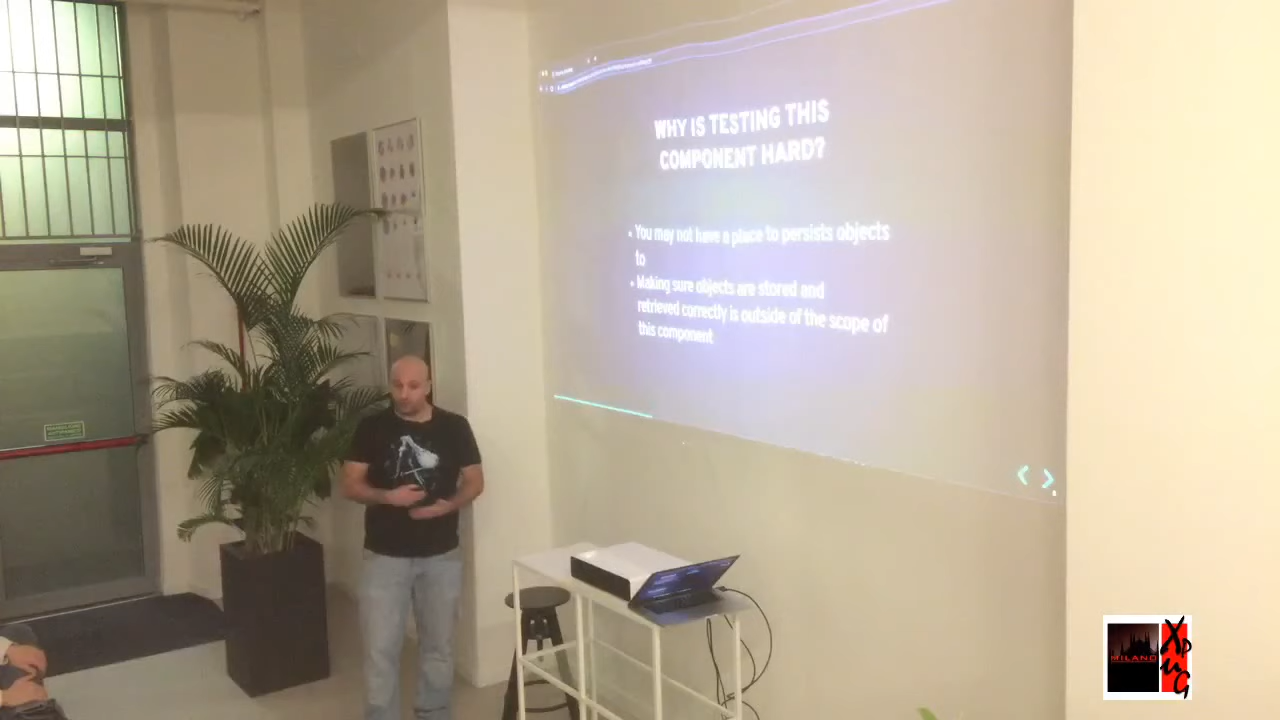 WHY IS TESTING THIS
COMPONENT HARD?
• You may not have a place to persists objects
to
• Making sure objects are stored and
retrieved correctly is outside of the scope of
this component
MILANO
XPUG